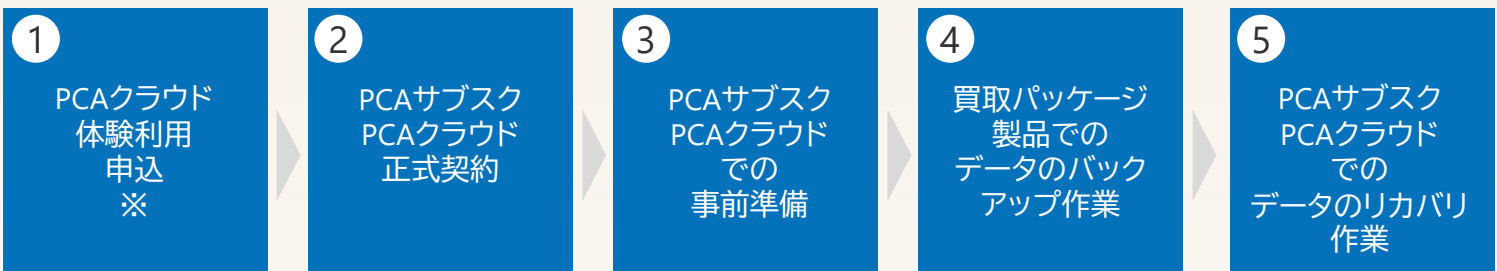 1
PCAクラウド
体験利用
申込
※
2
PCAサブスク
PCAクラウド
正式契約
3
PCAサブスク
PCAクラウド
での
事前準備
4
買取パッケージ
製品での
データのバック
アップ作業
5
PCAサブスク
PCAクラウド
での
データのリカバリ
作業